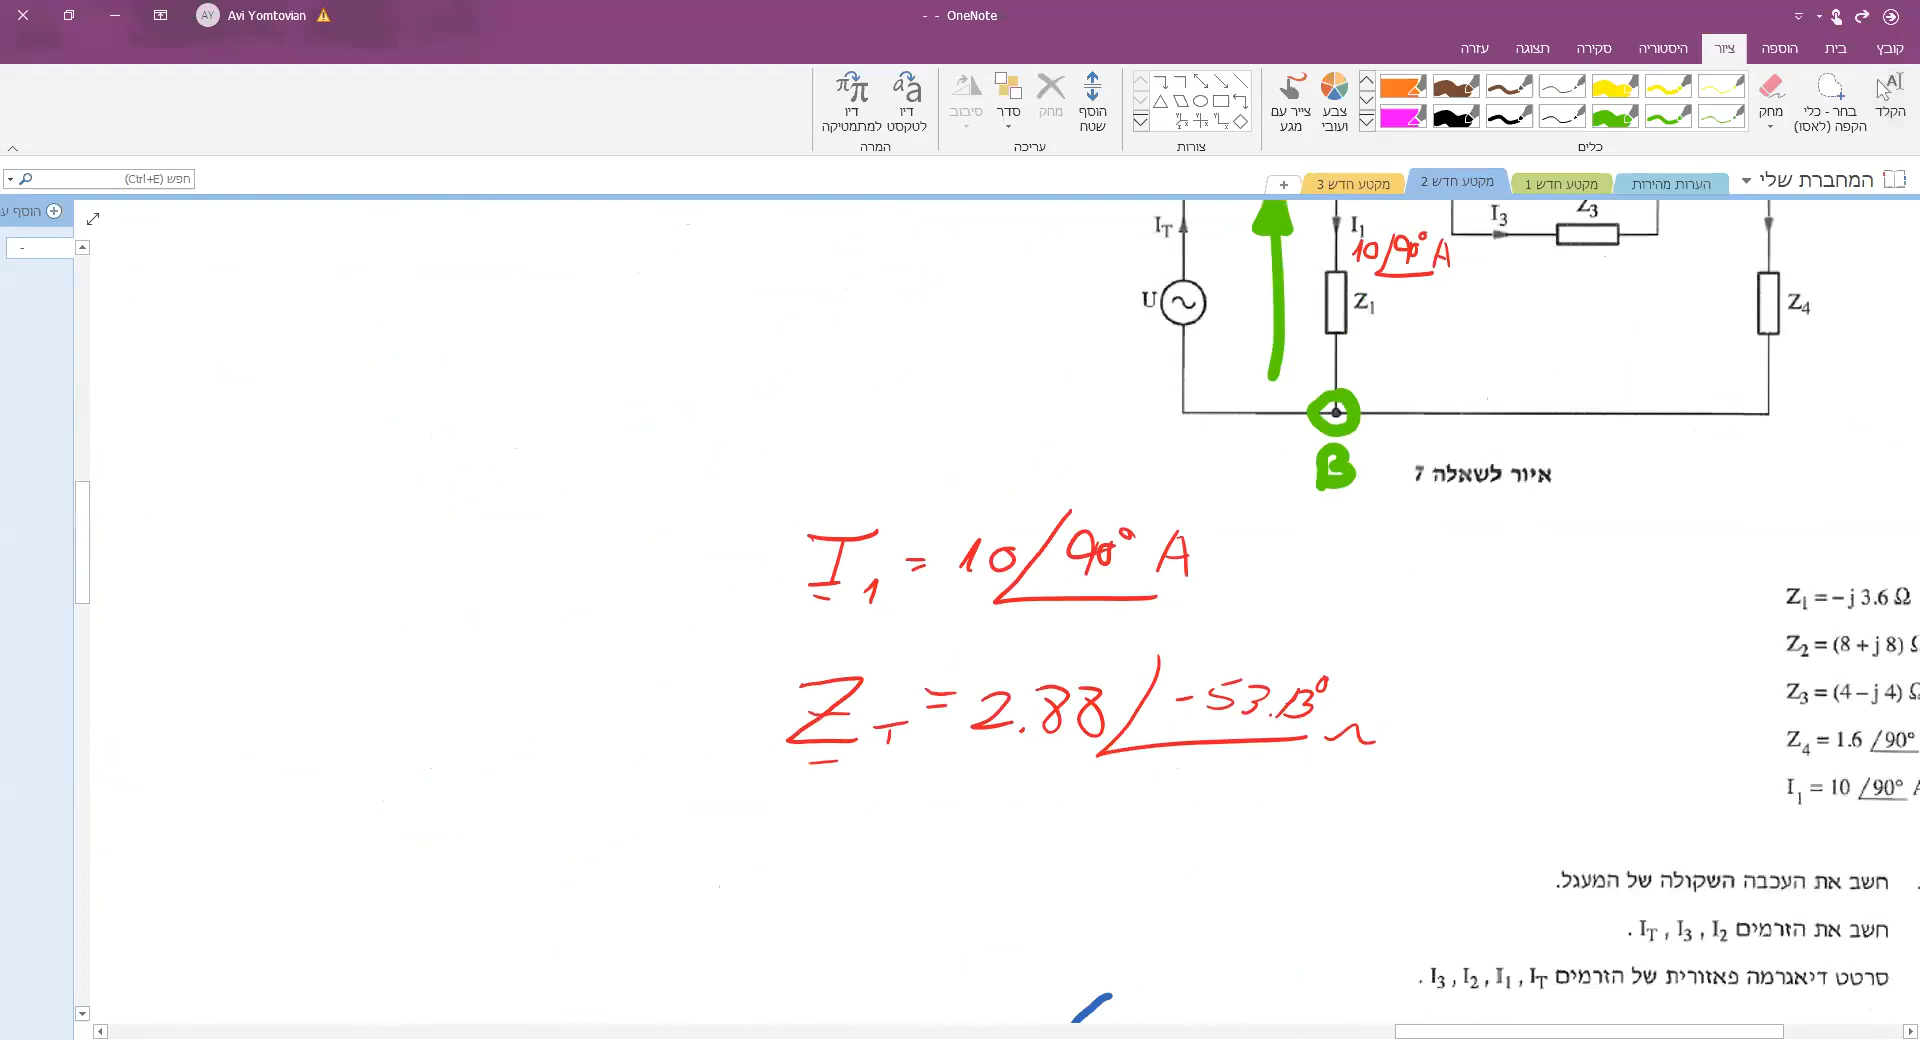 AY Avi Yomtovian
- - OneNote
קובץ בית הוספה ציור היסטוריה סקירה תצוגה עזרה
הקלד
בחר - כלי הקפה (לאסו)
מחק
כלים
צבע ועובי
צייר עם מגע
צורות
הוסף שטח
מחק
סדר
סיבוב
עריכה
דיו לטקסט
דיו למתמטיקה
המרה
המחברת שלי
הערות מהירות
מקטע חדש 1
מקטע חדש 2
מקטע חדש 3
+
חפש (Ctrl+E)
הוסף
-
I_T
I_1
I_3
Z_3
10 /90° A
U
Z_1
Z_4
B
איור לשאלה 7
I_1 = 10 /90° A
Z_T = 2.88 /-53.13° Ω
Z_1 = – j 3.6 Ω
Z_2 = (8 + j 8) Ω
Z_3 = (4 – j 4) Ω
Z_4 = 1.6 /90°
I_1 = 10 /90° A
חשב את העכבה השקולה של המעגל.
חשב את הזרמים I_T , I_3 , I_2 .
סרטט דיאגרמה פאזורית של הזרמים I_3 , I_2 , I_1 , I_T .